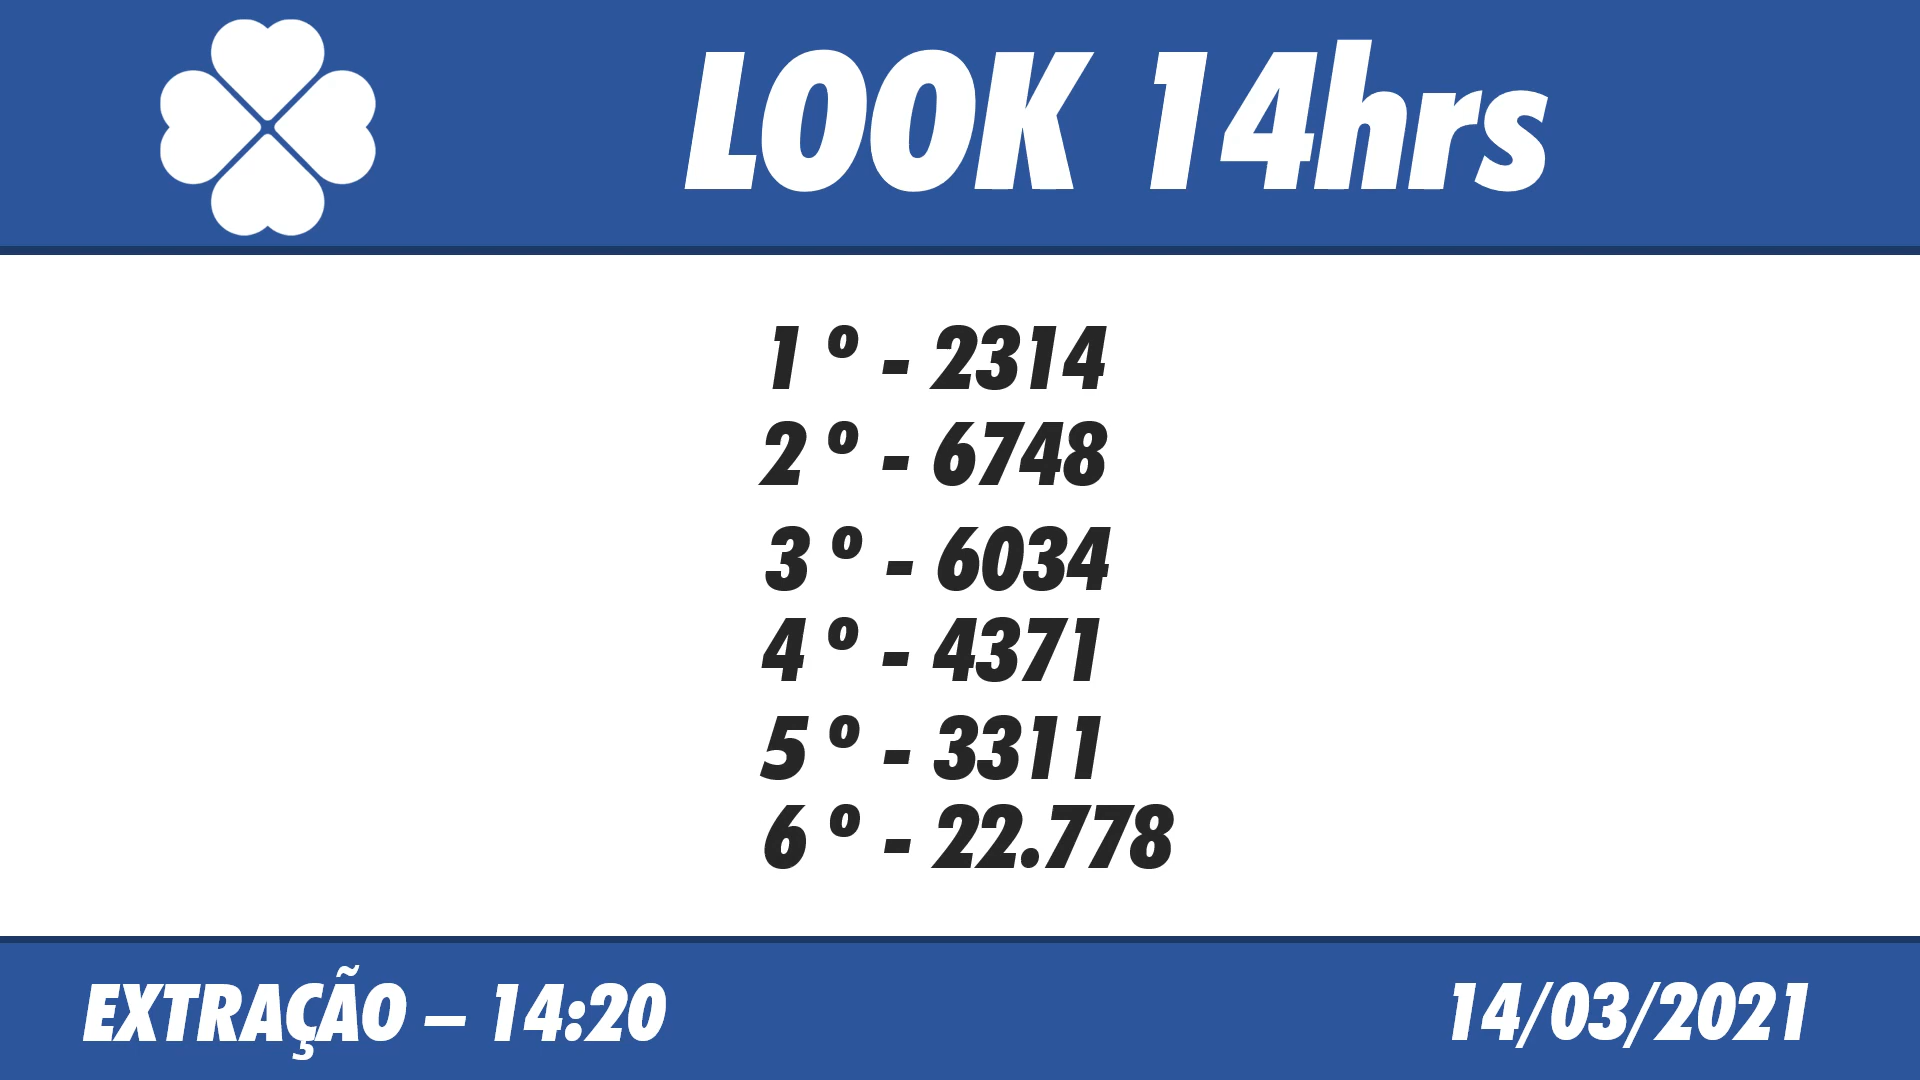 LOOK 14hrs
1 º - 2314
2 º - 6748
3 º - 6034
4 º - 4371
5 º - 3311
6 º - 22.778
EXTRAÇÃO – 14:20
14/03/2021